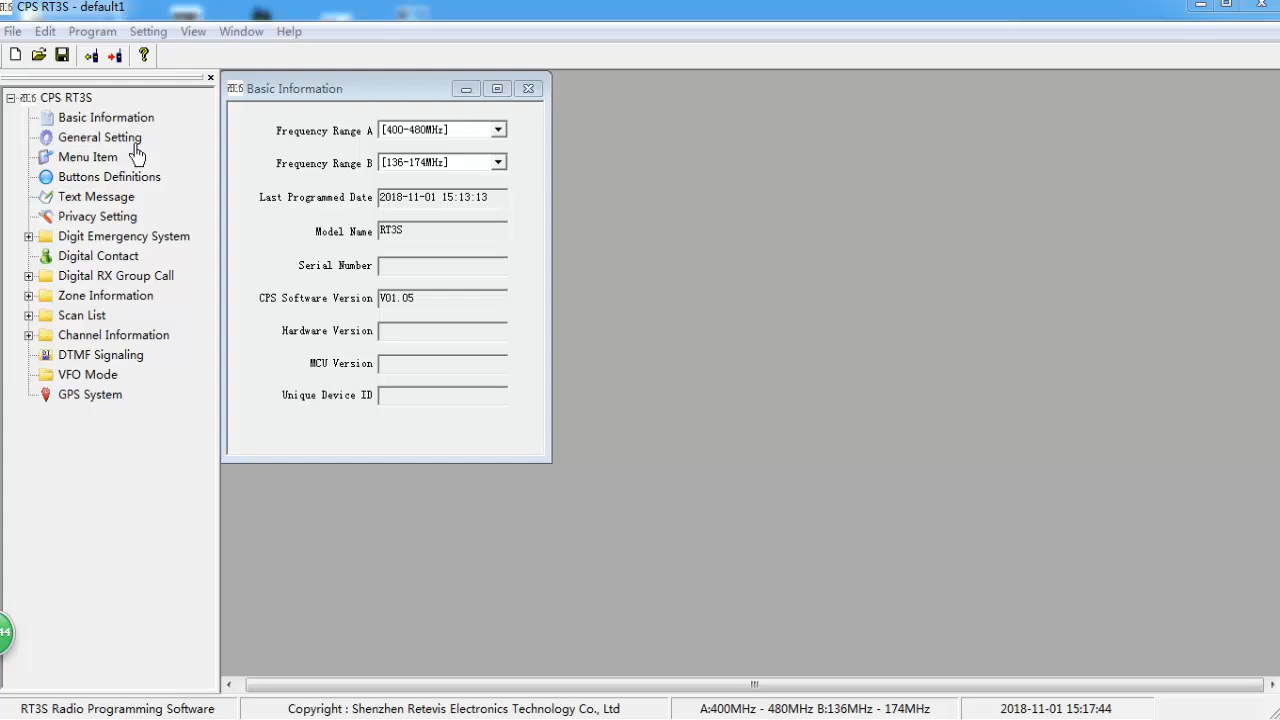 CPS RT3S - default1
File Edit Program Setting View Window Help
CPS RT3S
Basic Information
General Setting
Menu Item
Buttons Definitions
Text Message
Privacy Setting
Digit Emergency System
Digital Contact
Digital RX Group Call
Zone Information
Scan List
Channel Information
DTMF Signaling
VFO Mode
GPS System
Basic Information
Frequency Range A [400-480MHz]
Frequency Range B [136-174MHz]
Last Programmed Date 2018-11-01 15:13:13
Model Name RT3S
Serial Number
CPS Software Version V01.05
Hardware Version
MCU Version
Unique Device ID
44
RT3S Radio Programming Software
Copyright : Shenzhen Retevis Electronics Technology Co., Ltd
A:400MHz - 480MHz B:136MHz - 174MHz
2018-11-01 15:17:44